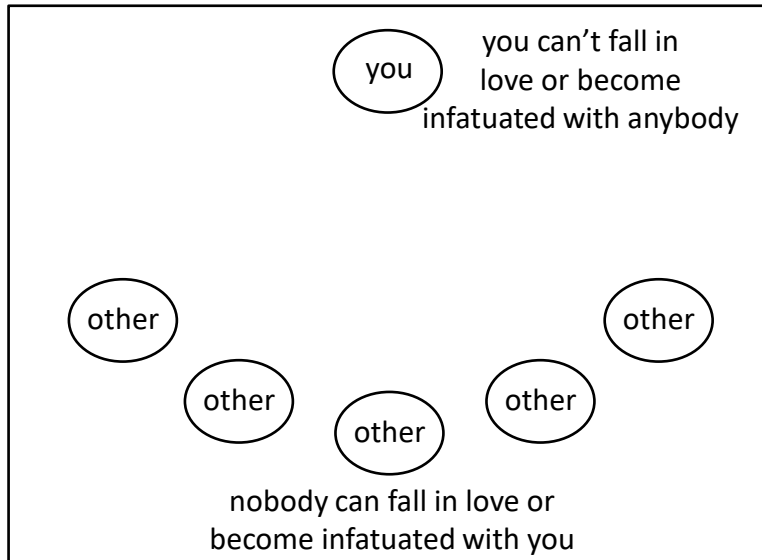 you
you can’t fall in
love or become
infatuated with anybody
other
other
other
other
other
nobody can fall in love or
become infatuated with you